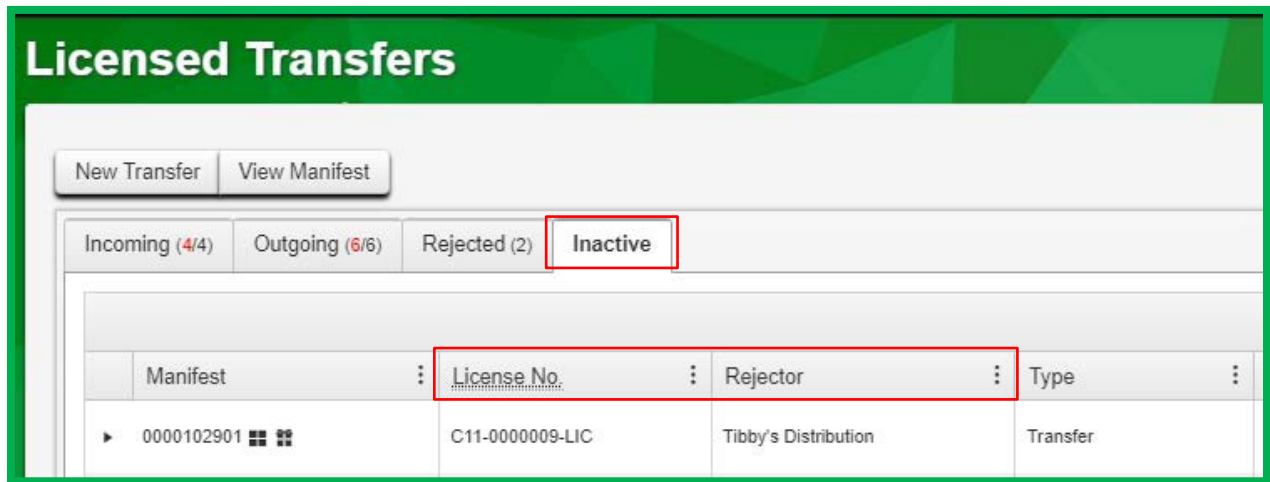 Licensed Transfers
New Transfer View Manifest
Incoming (4/4) Outgoing (6/6) Rejected (2) Inactive
Manifest License No. Rejector Type
0000102901 C11-0000009-LIC Tibby's Distribution Transfer